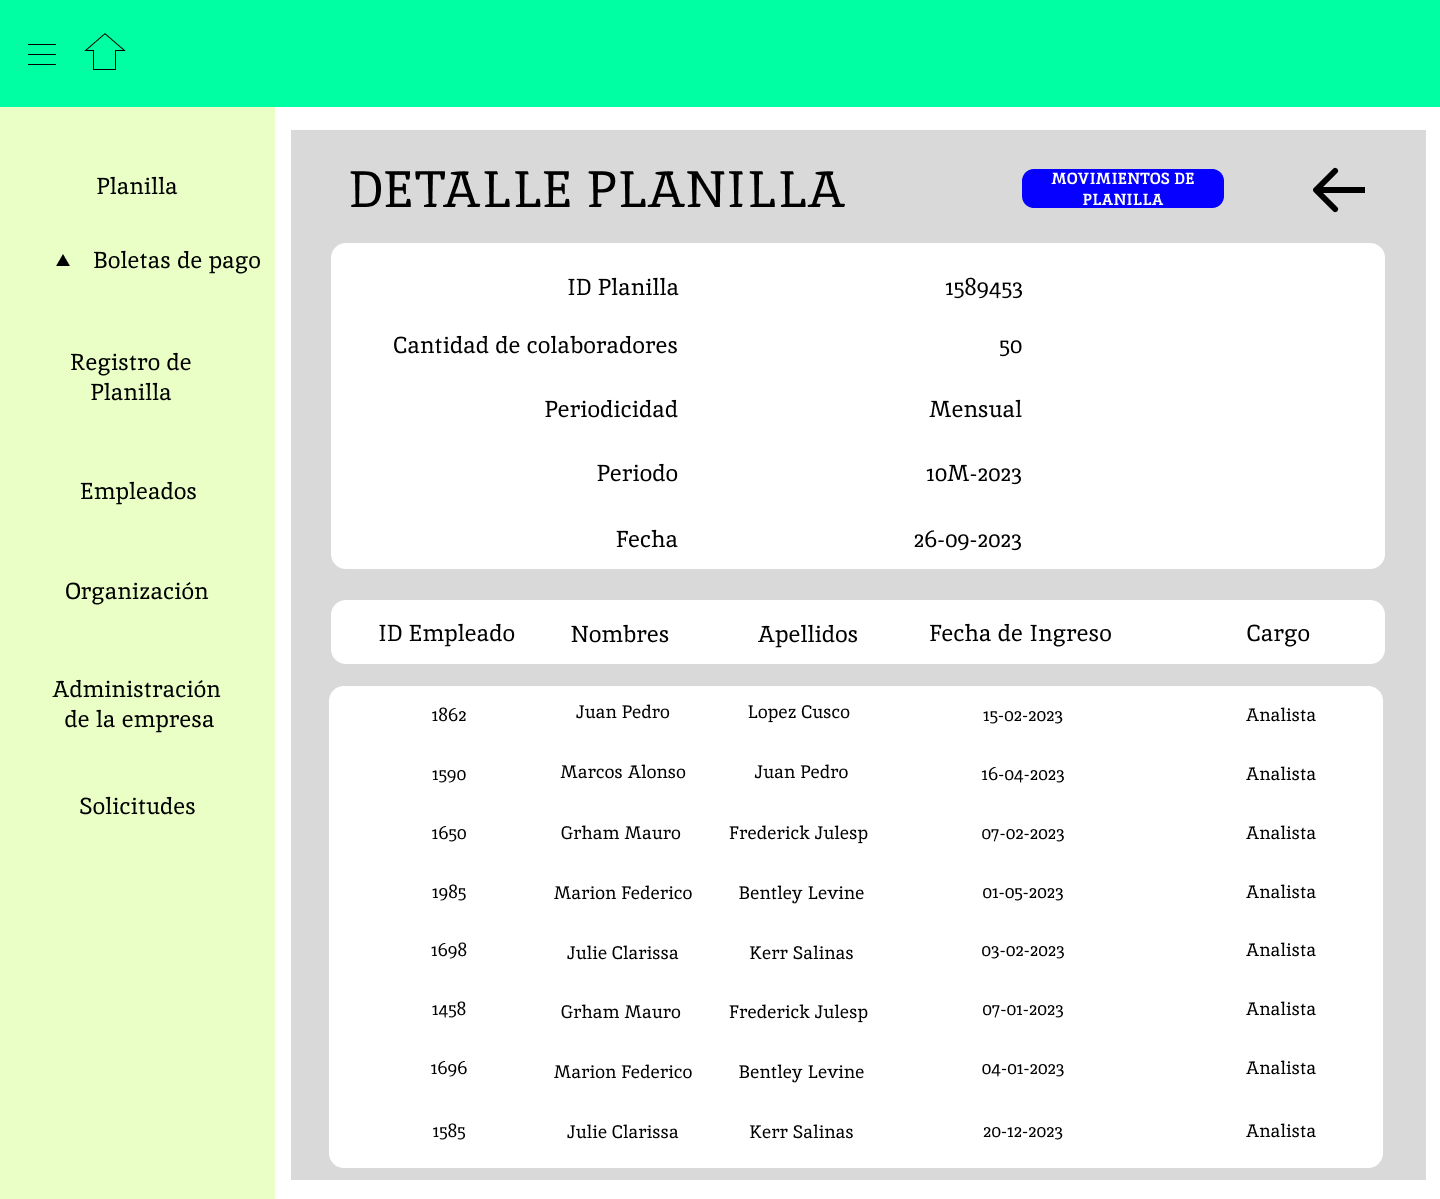 Planilla
Boletas de pago
Registro de
Planilla
Empleados
Organización
Administración
de la empresa
Solicitudes
DETALLE PLANILLA
MOVIMIENTOS DE
PLANILLA
ID Planilla 1589453
Cantidad de colaboradores 50
Periodicidad Mensual
Periodo 10M-2023
Fecha 26-09-2023
ID Empleado Nombres Apellidos Fecha de Ingreso Cargo
1862 Juan Pedro Lopez Cusco 15-02-2023 Analista
1590 Marcos Alonso Juan Pedro 16-04-2023 Analista
1650 Grham Mauro Frederick Julesp 07-02-2023 Analista
1985 Marion Federico Bentley Levine 01-05-2023 Analista
1698 Julie Clarissa Kerr Salinas 03-02-2023 Analista
1458 Grham Mauro Frederick Julesp 07-01-2023 Analista
1696 Marion Federico Bentley Levine 04-01-2023 Analista
1585 Julie Clarissa Kerr Salinas 20-12-2023 Analista